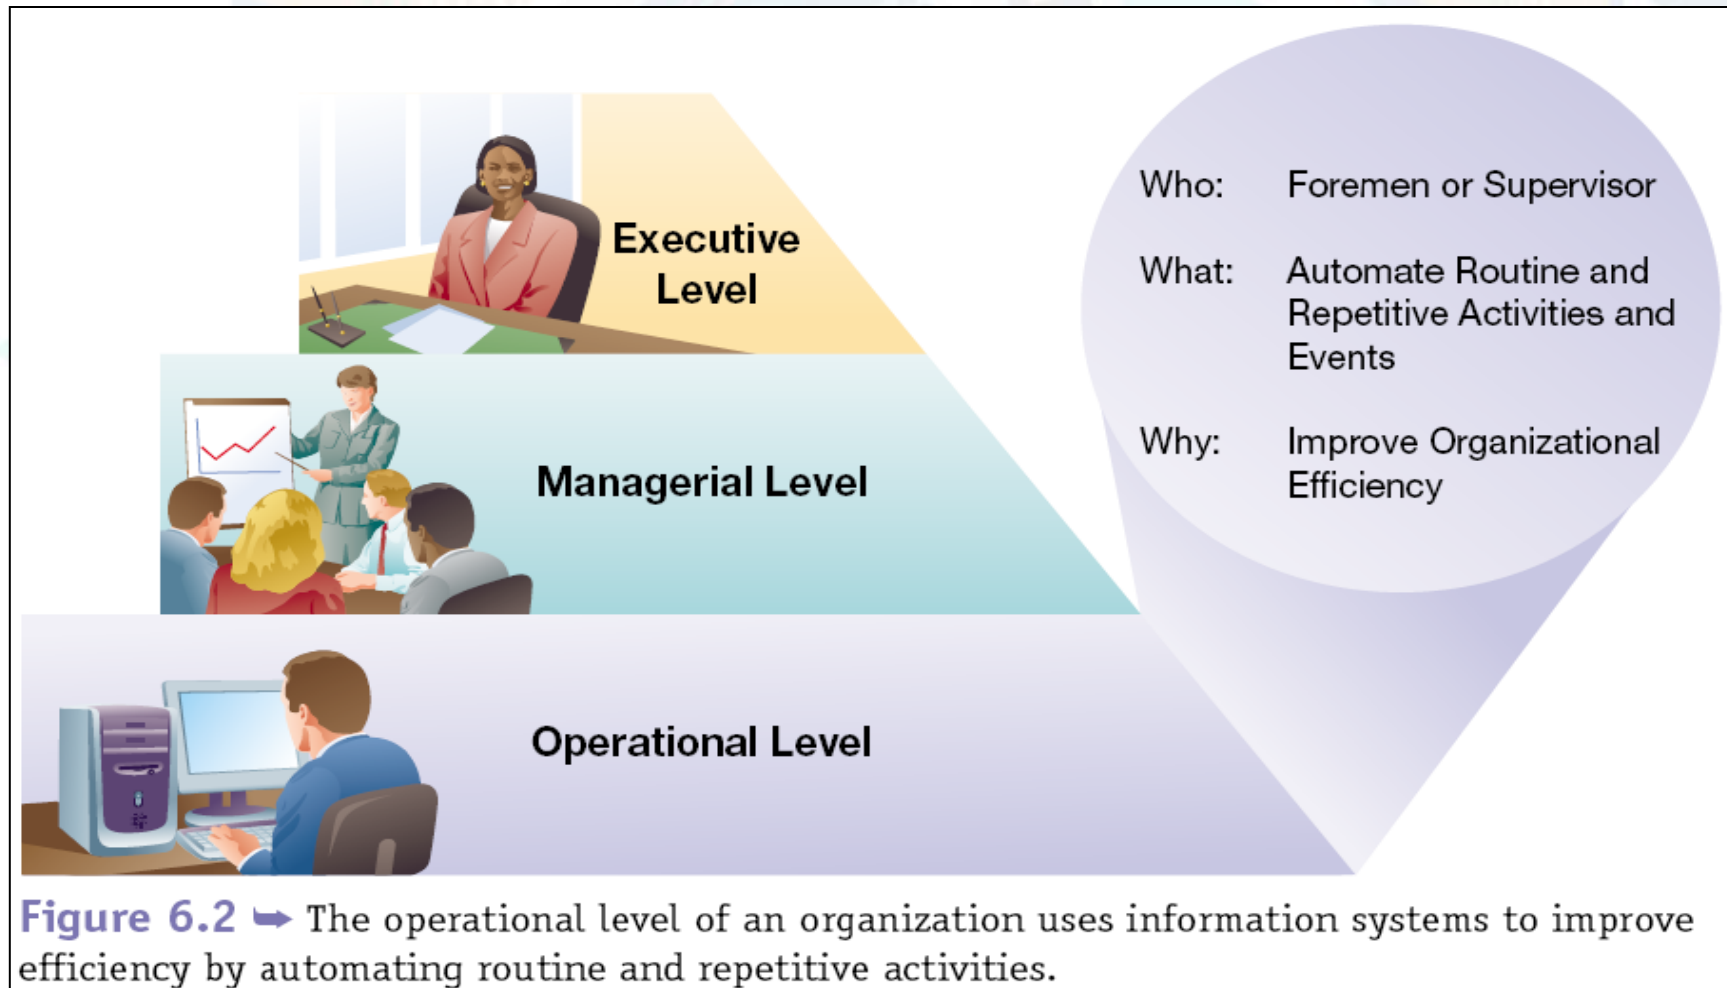 Executive
Level
Managerial Level
Operational Level
Who: Foremen or Supervisor
What: Automate Routine and
Repetitive Activities and
Events
Why: Improve Organizational
Efficiency
Figure 6.2 ➥ The operational level of an organization uses information systems to improve
efficiency by automating routine and repetitive activities.